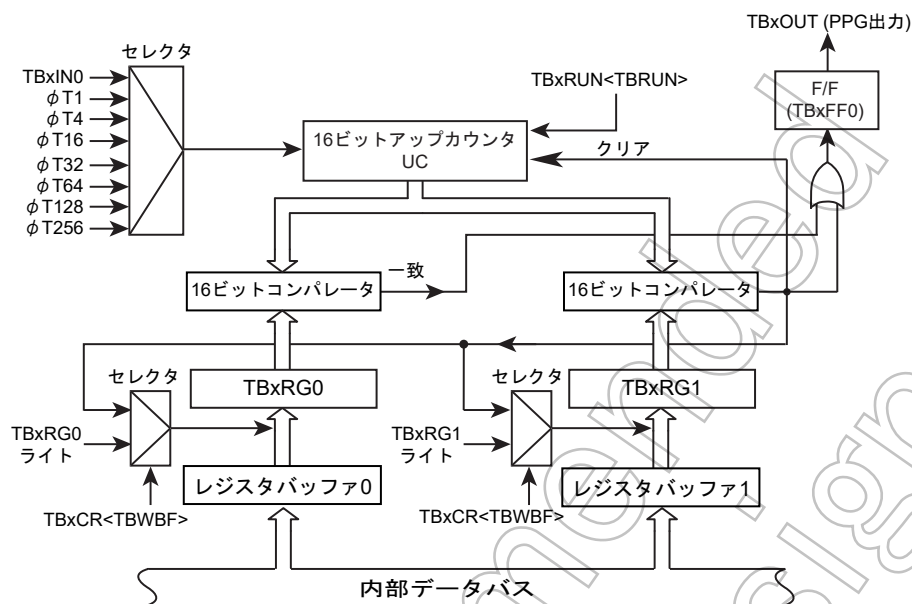 TBxOUT (PPG出力)
セレクタ
TBxIN0
φT1
φT4
φT16
φT32
φT64
φT128
φT256
TBxRUN<TBRUN>
F/F
(TBxFF0)
16ビットアップカウンタ
UC
クリア
一致
16ビットコンパレータ
16ビットコンパレータ
セレクタ
TBxRG0
セレクタ
TBxRG1
TBxRG0
ライト
TBxRG1
ライト
レジスタバッファ0
レジスタバッファ1
TBxCR<TBWBF>
TBxCR<TBWBF>
内部データバス